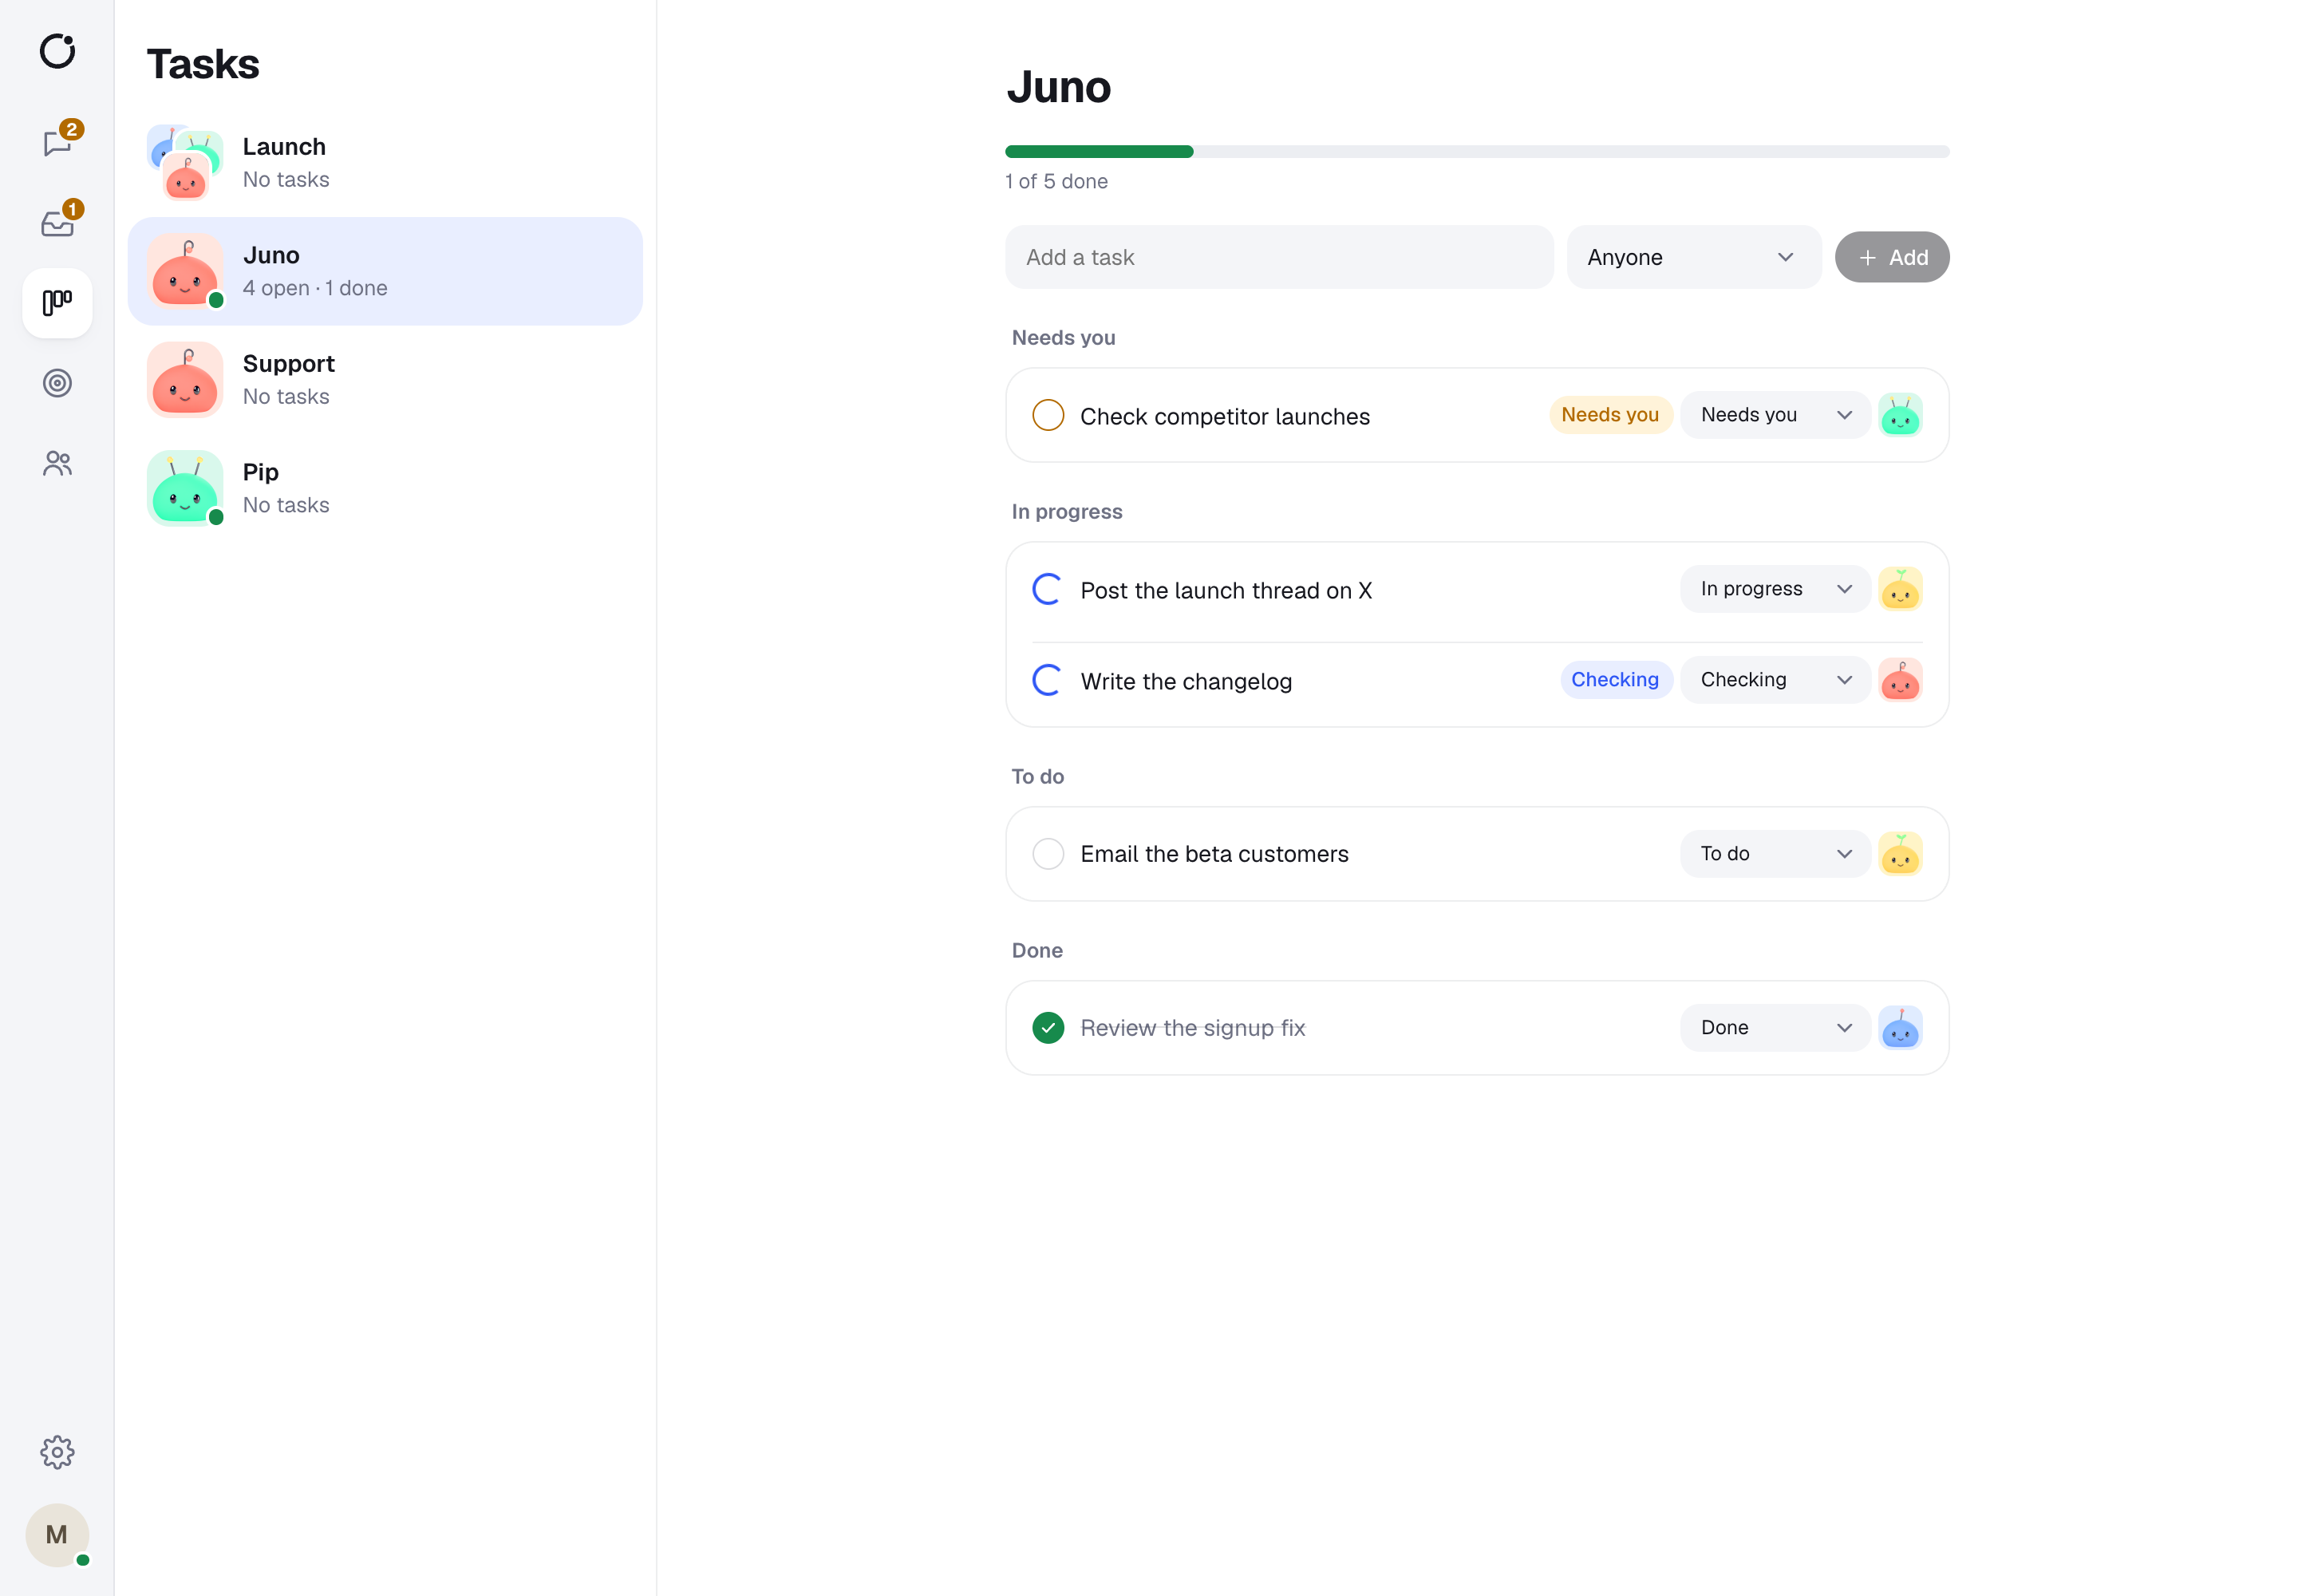 2
1
M
Tasks
Launch
No tasks
Juno
4 open · 1 done
Support
No tasks
Pip
No tasks
Juno
1 of 5 done
Add a task
Anyone
Add
Needs you
Check competitor launches
Needs you
Needs you
In progress
Post the launch thread on X
In progress
Write the changelog
Checking
Checking
To do
Email the beta customers
To do
Done
Review the signup fix
Done